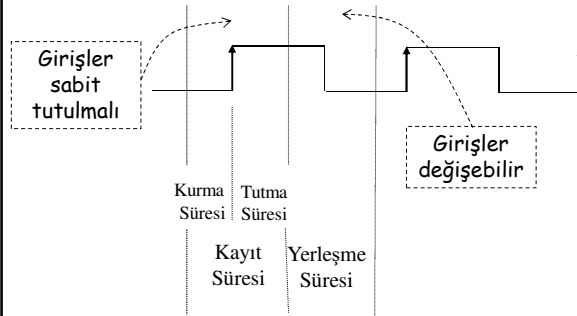 Girişler
sabit
tutulmalı
Girişler
değişebilir
Kurma
Süresi
Tutma
Süresi
Kayıt
Süresi
Yerleşme
Süresi